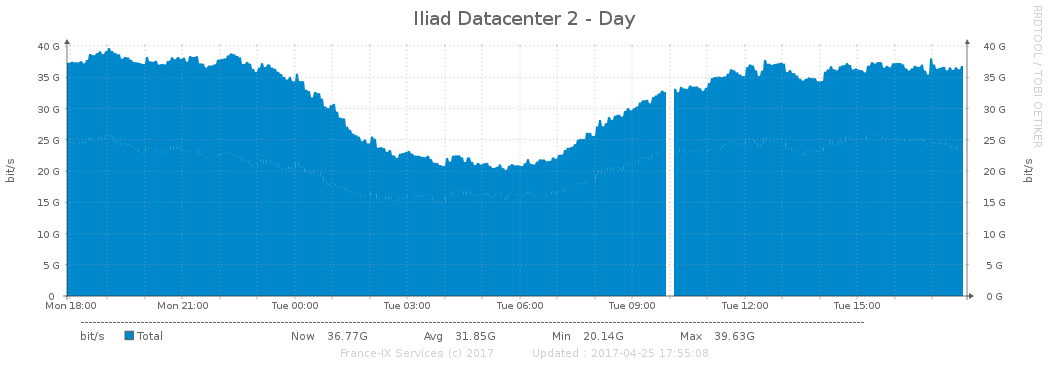 Iliad Datacenter 2 - Day
RRDTOOL / TOBI OETIKER
bit/s
40 G 40 G
35 G 35 G
30 G 30 G
25 G 25 G
20 G 20 G
15 G 15 G
10 G 10 G
5 G 5 G
0 0 G
bit/s
Mon 18:00 Mon 21:00 Tue 00:00 Tue 03:00 Tue 06:00 Tue 09:00 Tue 12:00 Tue 15:00
bit/s Total Now 36.77G Avg 31.85G Min 20.14G Max 39.63G
France-IX Services (c) 2017 Updated : 2017-04-25 17:55:08